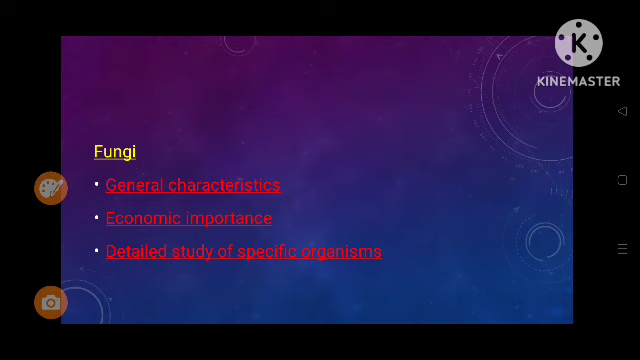 KINEMASTER
Fungi
• General characteristics
• Economic importance
• Detailed study of specific organisms